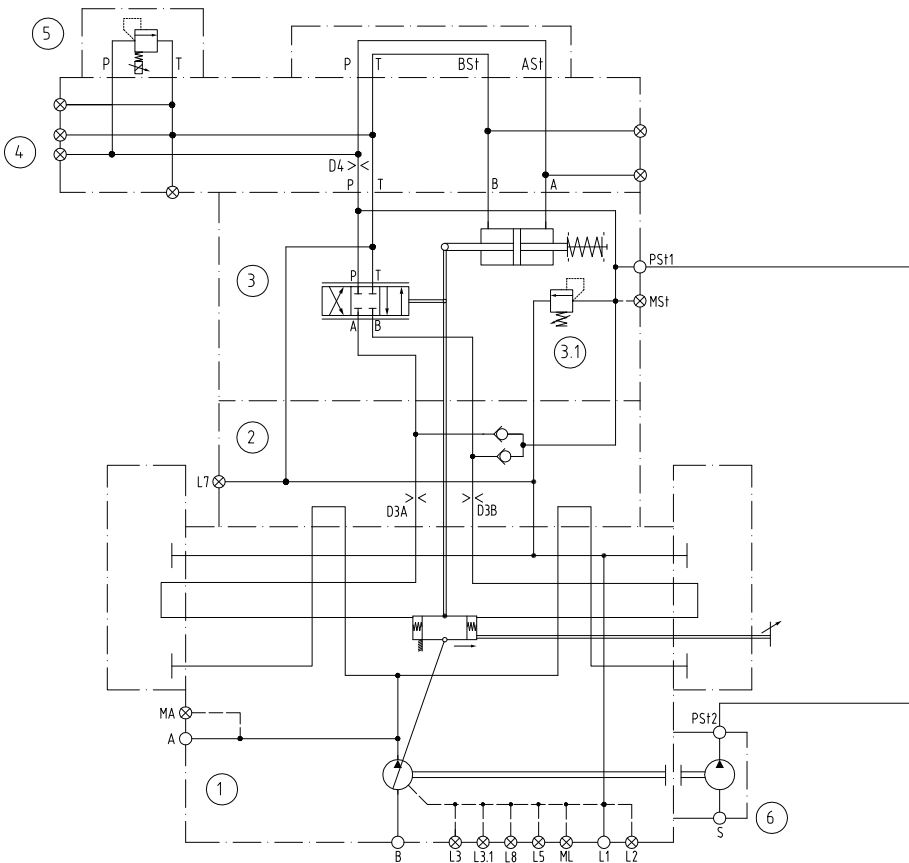 5
P T
P T BSt ASt
4
D4
P T B A
3
P T
PSt1
MSt
A B
3.1
2
L7
D3A D3B
MA
A
PSt2
1
6
S
B L3 L3.1 L8 L5 ML L1 L2